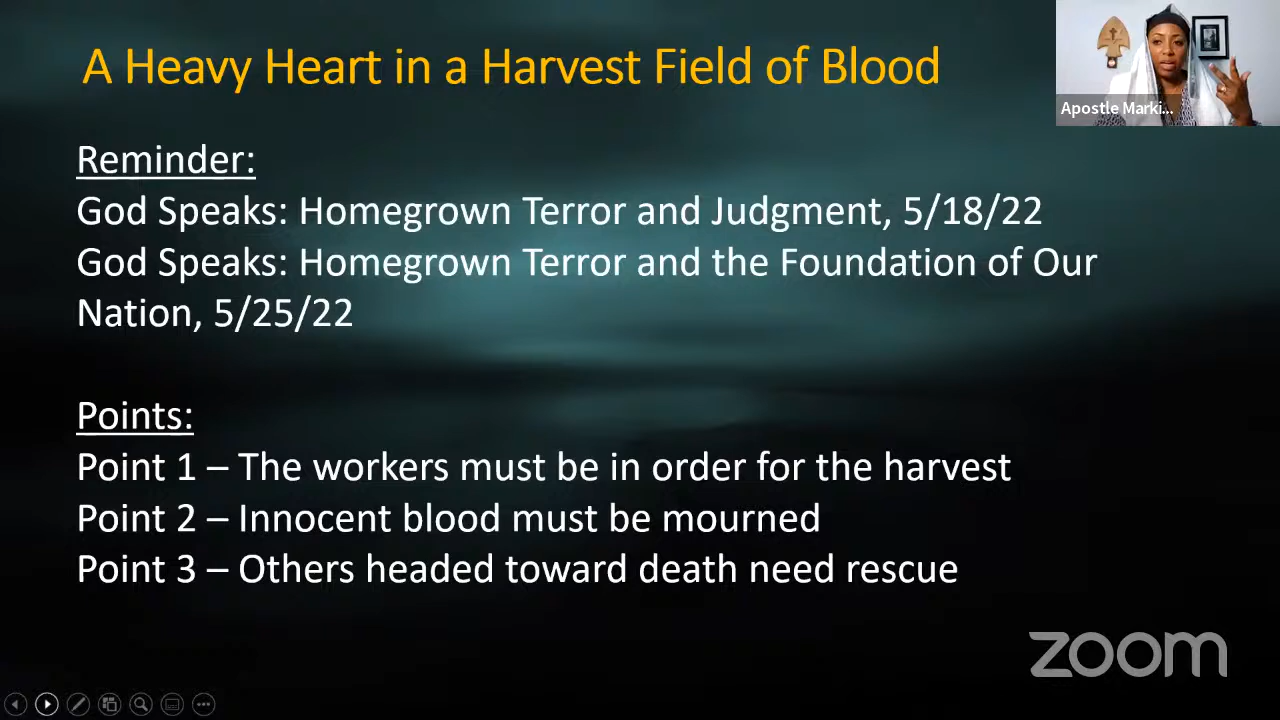 A Heavy Heart in a Harvest Field of Blood
Apostle Marki...
Reminder:
God Speaks: Homegrown Terror and Judgment, 5/18/22
God Speaks: Homegrown Terror and the Foundation of Our
Nation, 5/25/22
Points:
Point 1 – The workers must be in order for the harvest
Point 2 – Innocent blood must be mourned
Point 3 – Others headed toward death need rescue
zoom